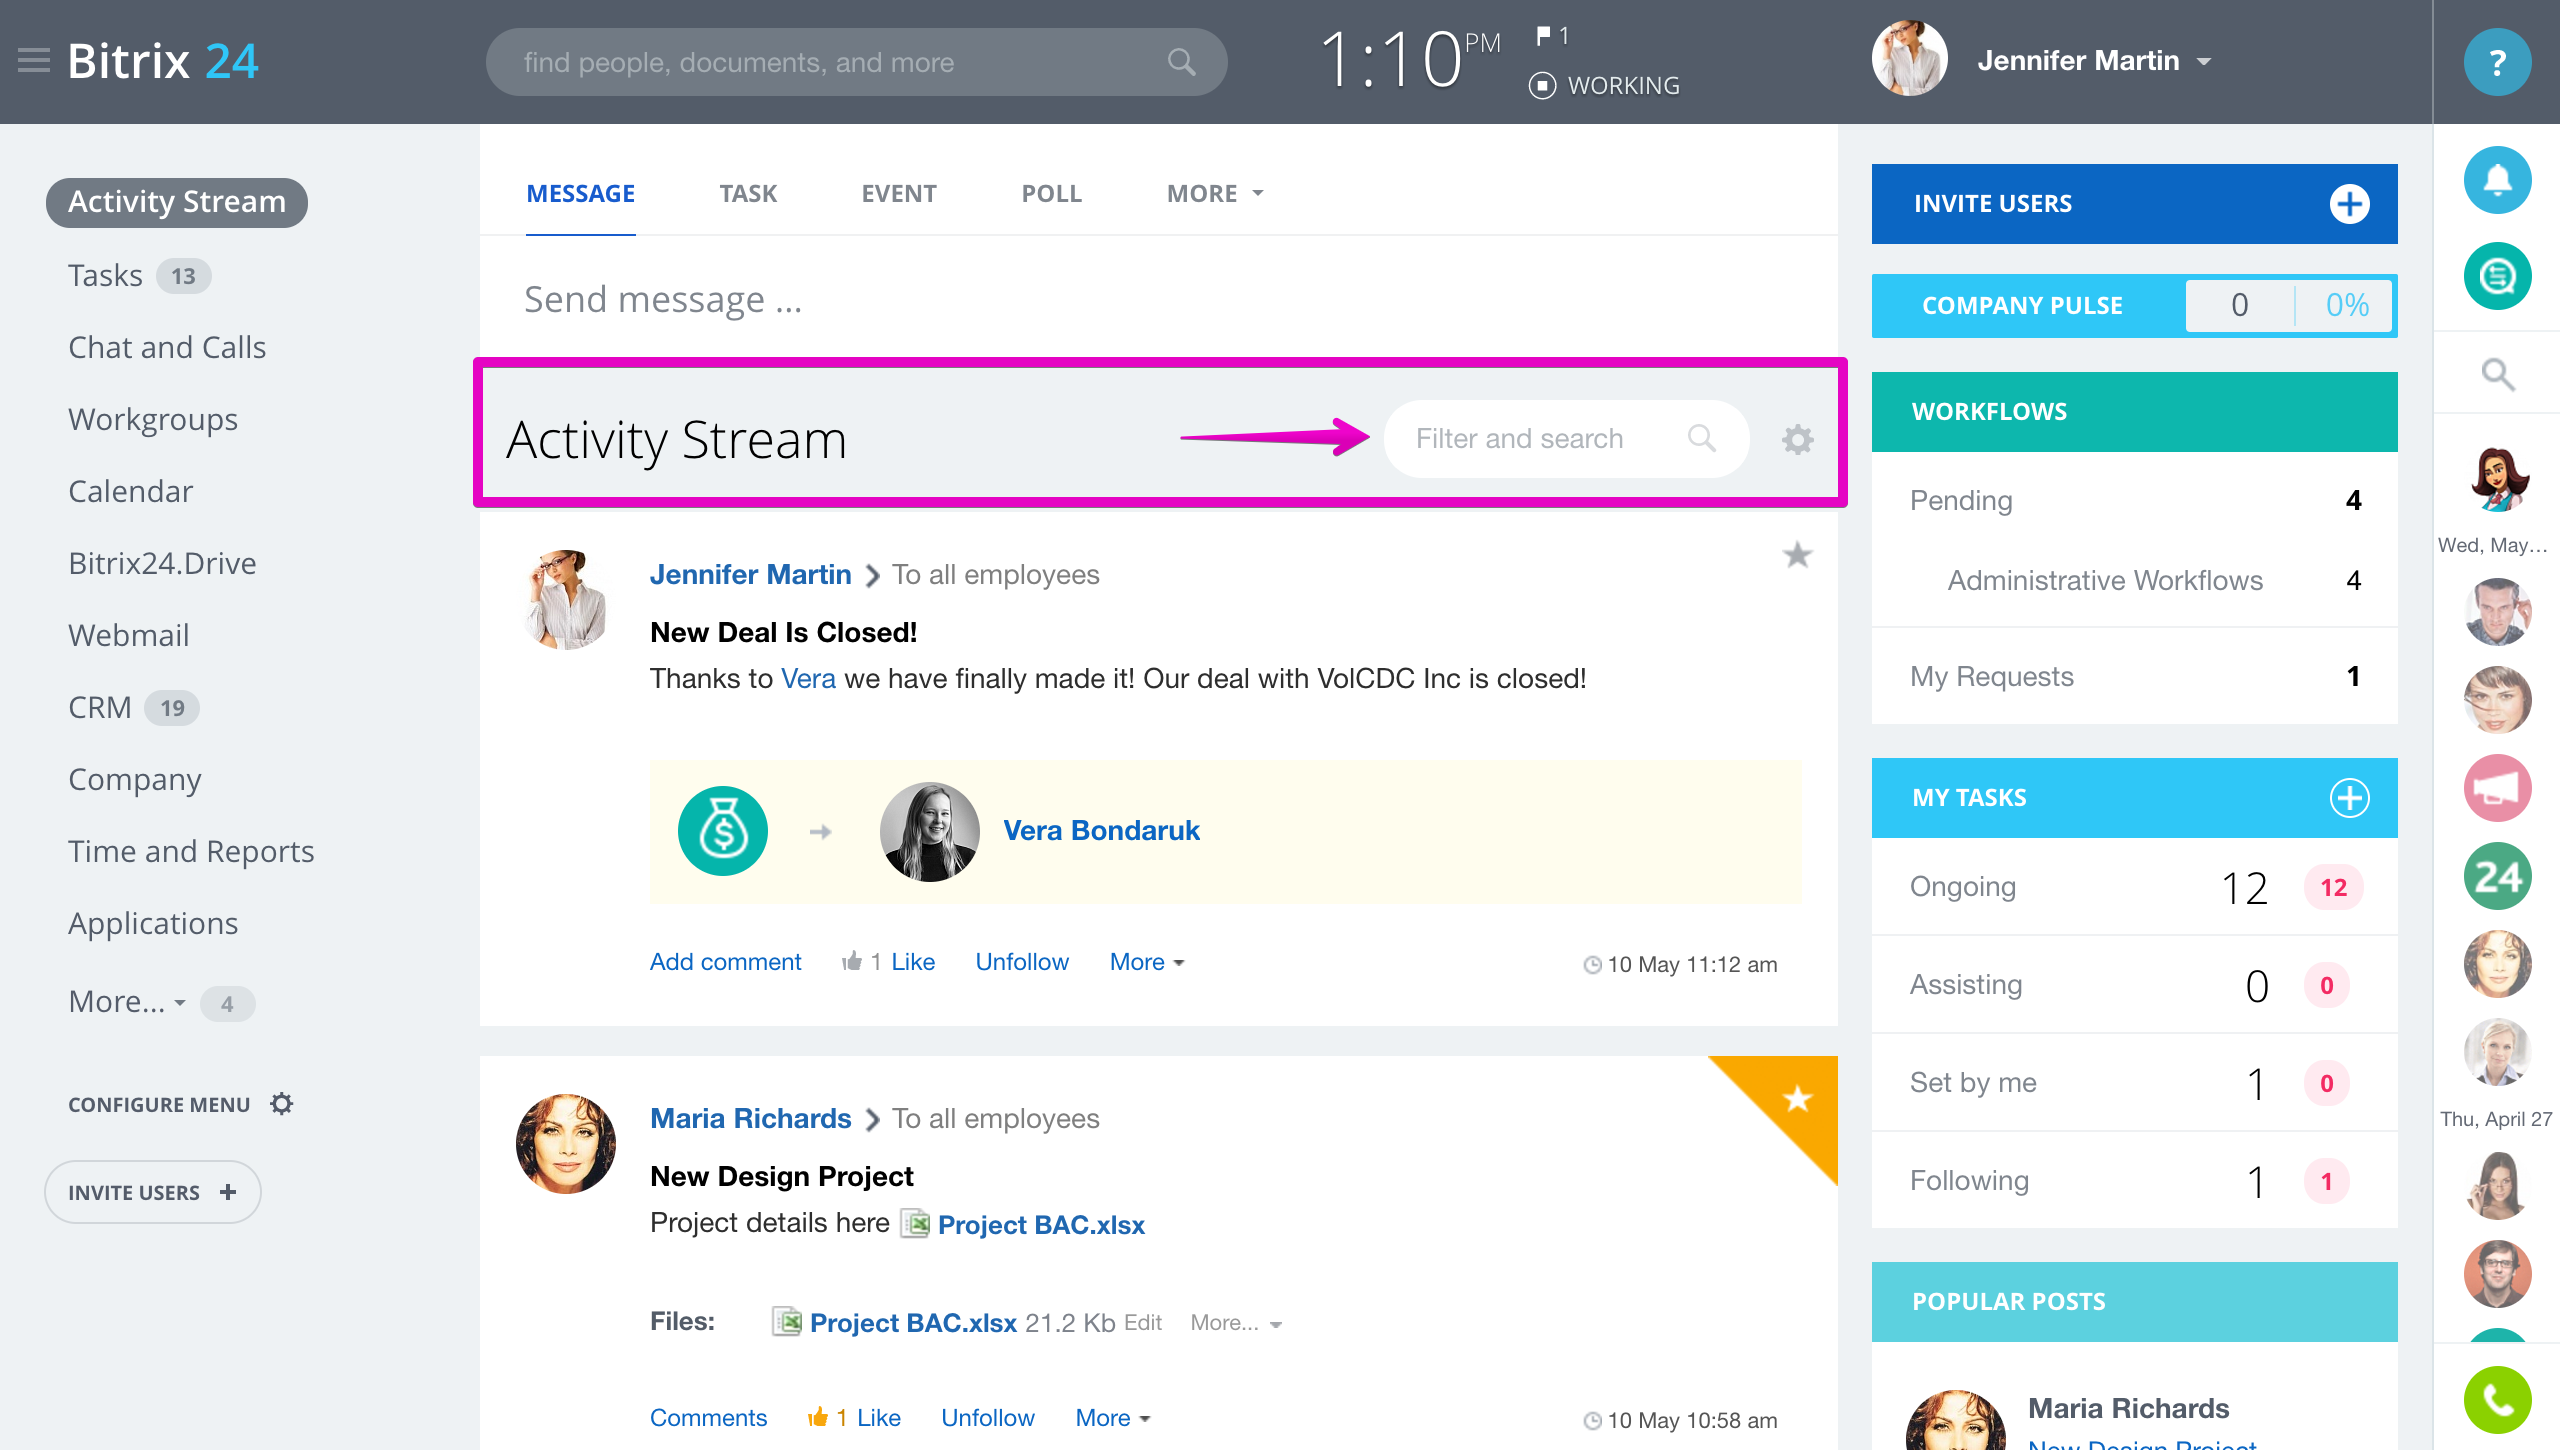 Bitrix 24
find people, documents, and more
1:10 PM
1
WORKING
Jennifer Martin
?
Activity Stream
Tasks 13
Chat and Calls
Workgroups
Calendar
Bitrix24.Drive
Webmail
CRM 19
Company
Time and Reports
Applications
More... 4
CONFIGURE MENU
INVITE USERS +
MESSAGE TASK EVENT POLL MORE
Send message ...
Activity Stream
Filter and search
Jennifer Martin > To all employees
New Deal Is Closed!
Thanks to Vera we have finally made it! Our deal with VolCDC Inc is closed!
Vera Bondaruk
Add comment 1 Like Unfollow More 10 May 11:12 am
Maria Richards > To all employees
New Design Project
Project details here Project BAC.xlsx
Files: Project BAC.xlsx 21.2 Kb Edit More...
Comments 1 Like Unfollow More 10 May 10:58 am
INVITE USERS
COMPANY PULSE 0 0%
WORKFLOWS
Pending 4
Administrative Workflows 4
My Requests 1
MY TASKS
Ongoing 12 12
Assisting 0 0
Set by me 1 0
Following 1 1
POPULAR POSTS
Maria Richards
New Design Project
Wed, May...
24
Thu, April 27